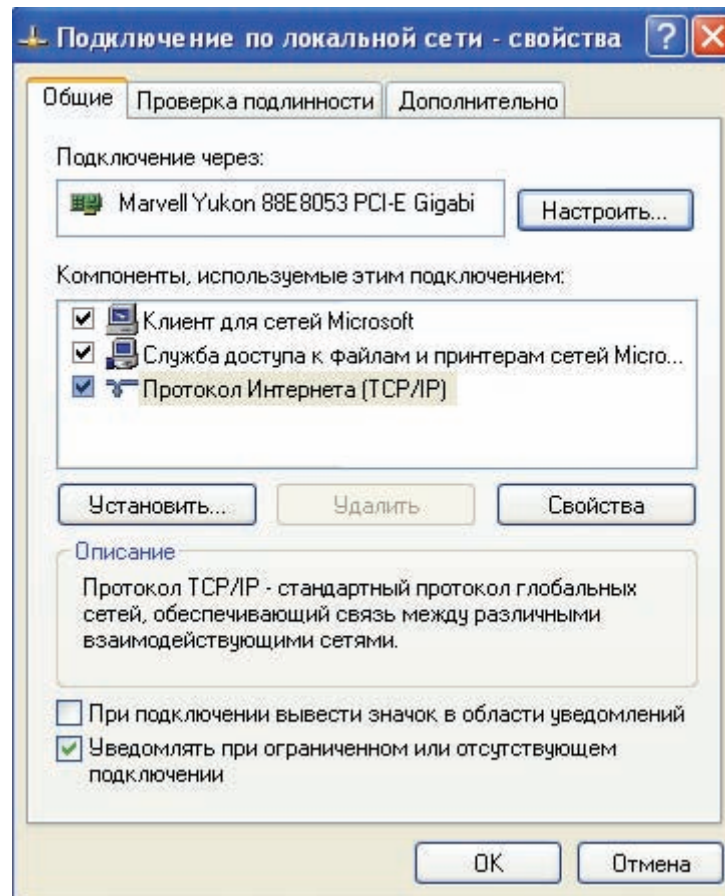 Подключение по локальной сети - свойства
Общие Проверка подлинности Дополнительно
Подключение через:
Marvell Yukon 88E8053 PCI-E Gigabi Настроить...
Компоненты, используемые этим подключением:
Клиент для сетей Microsoft
Служба доступа к файлам и принтерам сетей Micro...
Протокол Интернета (TCP/IP)
Установить... Удалить Свойства
Описание
Протокол TCP/IP - стандартный протокол глобальных
сетей, обеспечивающий связь между различными
взаимодействующими сетями.
При подключении вывести значок в области уведомлений
Уведомлять при ограниченном или отсутствующем
подключении
OK Отмена